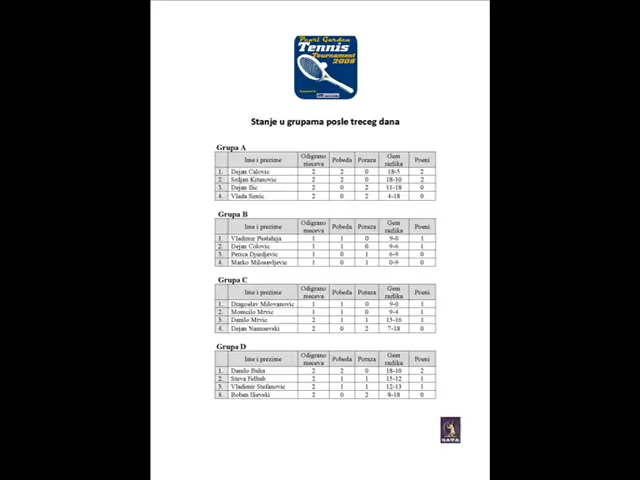 Pearl Garden
Tennis
Tournament
2008
Stanje u grupama posle treceg dana
Grupa A
Ime i prezime Odigrano meceva Pobeda Poraza Gem razlika Poeni
1. Dejan Calovic 2 2 0 18-5 2
2. Srdjan Kitanovic 2 2 0 18-10 2
3. Dejan Ilic 2 0 2 11-18 0
4. Vlada Simic 2 0 2 4-18 0
Grupa B
Ime i prezime Odigrano meceva Pobeda Poraza Gem razlika Poeni
1. Vladimir Pustahija 1 1 0 9-0 1
2. Dejan Colovic 1 1 0 9-6 1
3. Perica Djurdjevic 1 0 1 6-9 0
4. Marko Milosavljevic 1 0 1 0-9 0
Grupa C
Ime i prezime Odigrano meceva Pobeda Poraza Gem razlika Poeni
1. Dragoslav Milovanovic 1 1 0 9-0 1
2. Momcilo Mrvic 1 1 0 9-4 1
3. Danilo Mrvic 2 1 1 13-16 1
4. Dejan Naunsevski 2 0 2 7-18 0
Grupa D
Ime i prezime Odigrano meceva Pobeda Poraza Gem razlika Poeni
1. Danilo Buha 2 2 0 18-10 2
2. Steva Felbab 2 1 1 15-12 1
3. Vladimir Stefanovic 2 1 1 12-13 1
4. Boban Ilievski 2 0 2 8-18 0